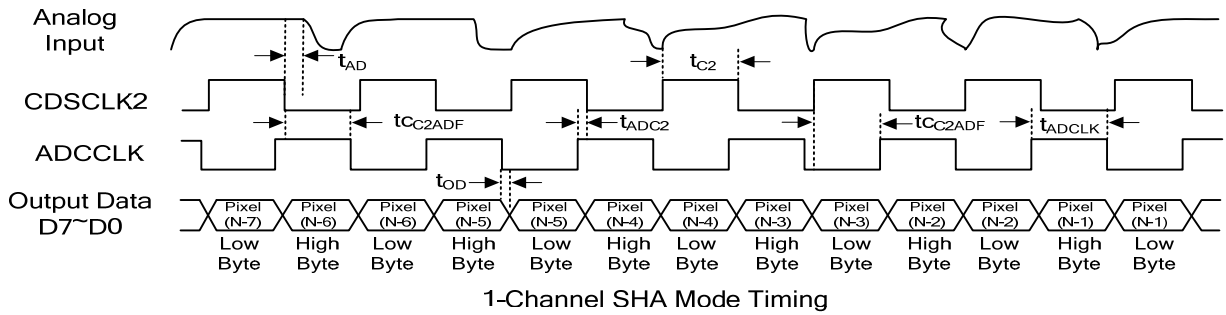 Analog
Input
tAD
tC2
CDSCLK2
tcC2ADF
tADC2
tcC2ADF
tADCLK
ADCCLK
tOD
Output Data
D7~D0
Pixel Pixel Pixel Pixel Pixel Pixel Pixel Pixel Pixel Pixel Pixel Pixel Pixel
(N-7) (N-6) (N-6) (N-5) (N-5) (N-4) (N-4) (N-3) (N-3) (N-2) (N-2) (N-1) (N-1)
Low High Low High Low High Low High Low High Low High Low
Byte Byte Byte Byte Byte Byte Byte Byte Byte Byte Byte Byte Byte
1-Channel SHA Mode Timing